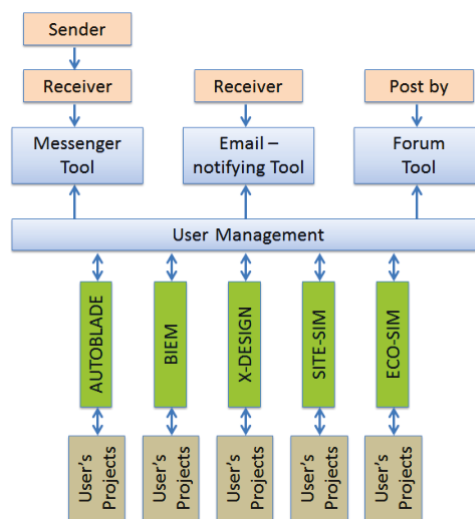 Sender
Receiver
Receiver
Post by
Messenger
Tool
Email –
notifying Tool
Forum
Tool
User Management
AUTOBLADE
BIEM
X-DESIGN
SITE-SIM
ECO-SIM
User's
Projects
User's
Projects
User's
Projects
User's
Projects
User's
Projects